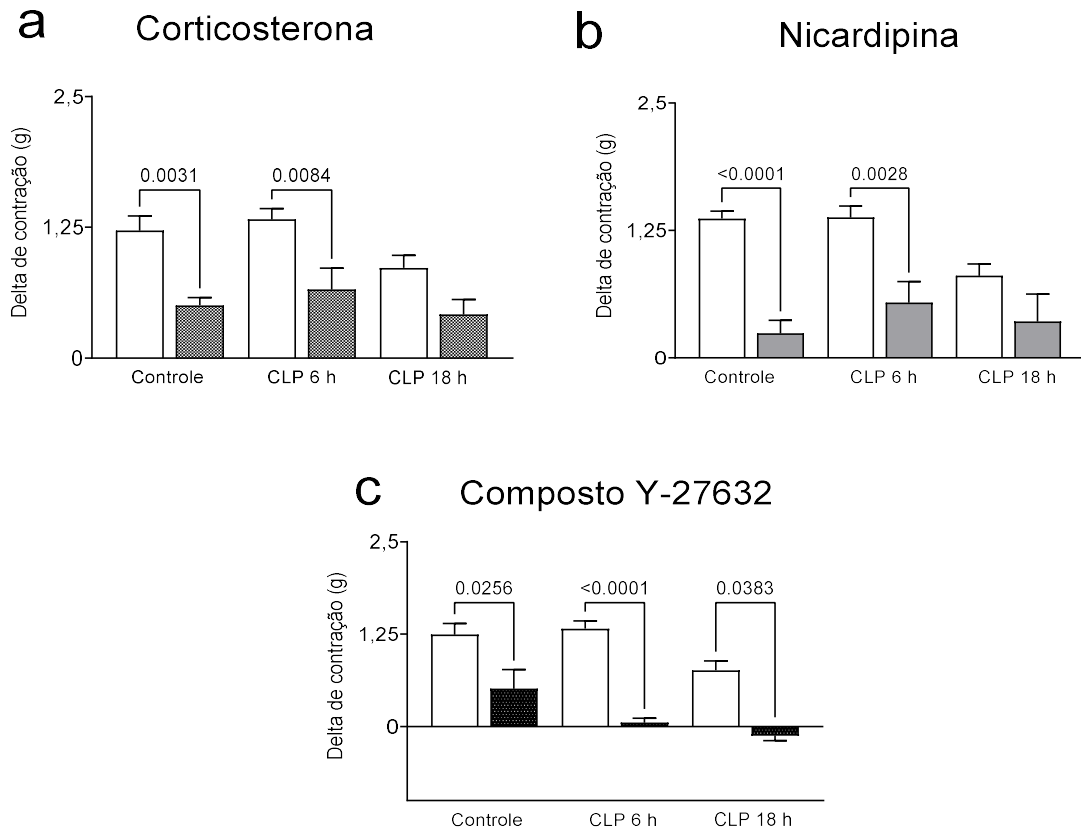 a
Corticosterona
Delta de contração (g)
2,5
1,25
0
0.0031
0.0084
Controle
CLP 6 h
CLP 18 h
b
Nicardipina
Delta de contração (g)
2,5
1,25
0
<0.0001
0.0028
Controle
CLP 6 h
CLP 18 h
c
Composto Y-27632
Delta de contração (g)
2,5
1,25
0
0.0256
<0.0001
0.0383
Controle
CLP 6 h
CLP 18 h